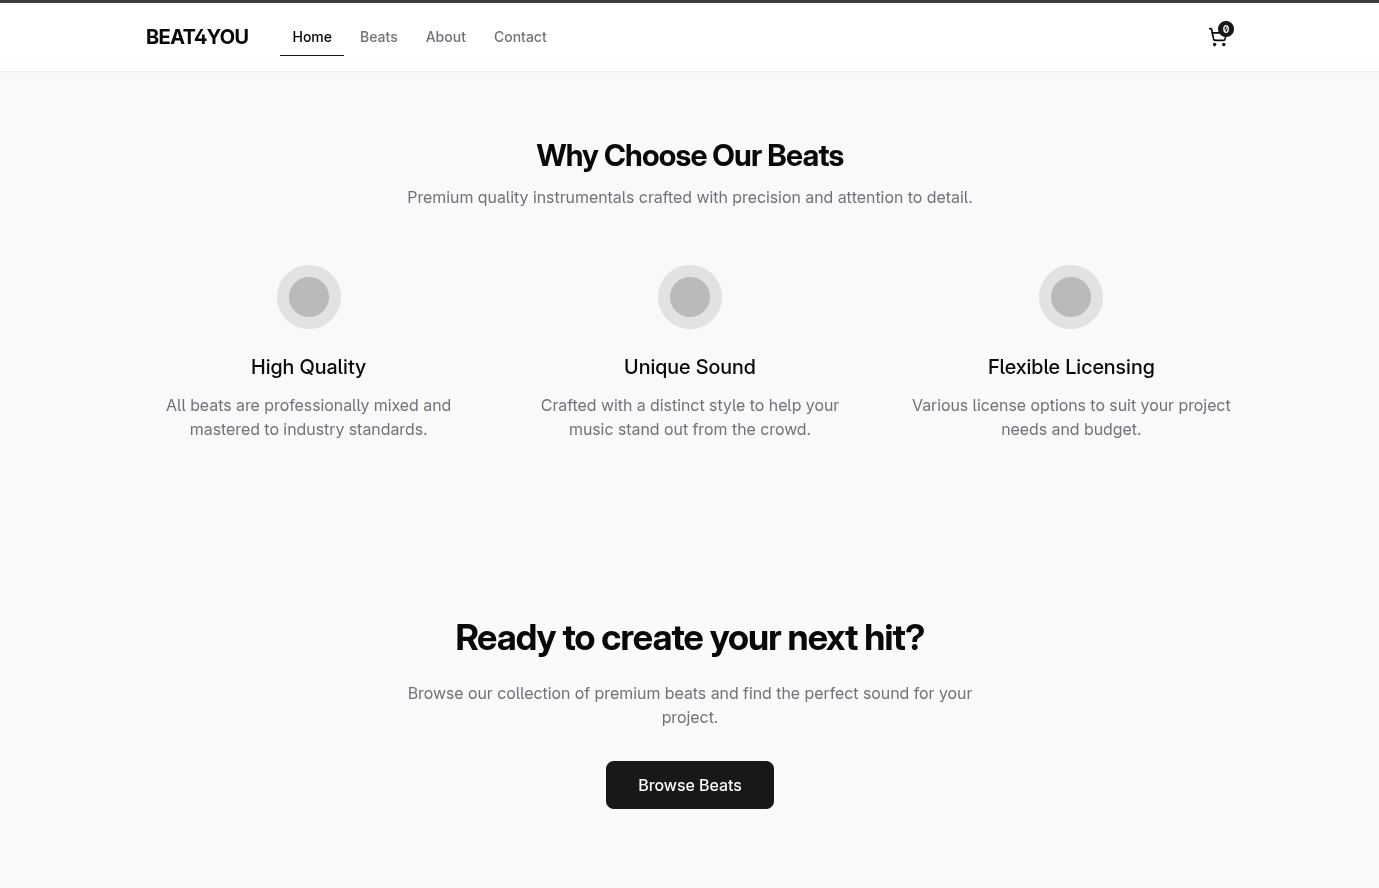 BEAT4YOU Home Beats About Contact 0
Why Choose Our Beats
Premium quality instrumentals crafted with precision and attention to detail.
High Quality
All beats are professionally mixed and
mastered to industry standards.
Unique Sound
Crafted with a distinct style to help your
music stand out from the crowd.
Flexible Licensing
Various license options to suit your project
needs and budget.
Ready to create your next hit?
Browse our collection of premium beats and find the perfect sound for your
project.
Browse Beats